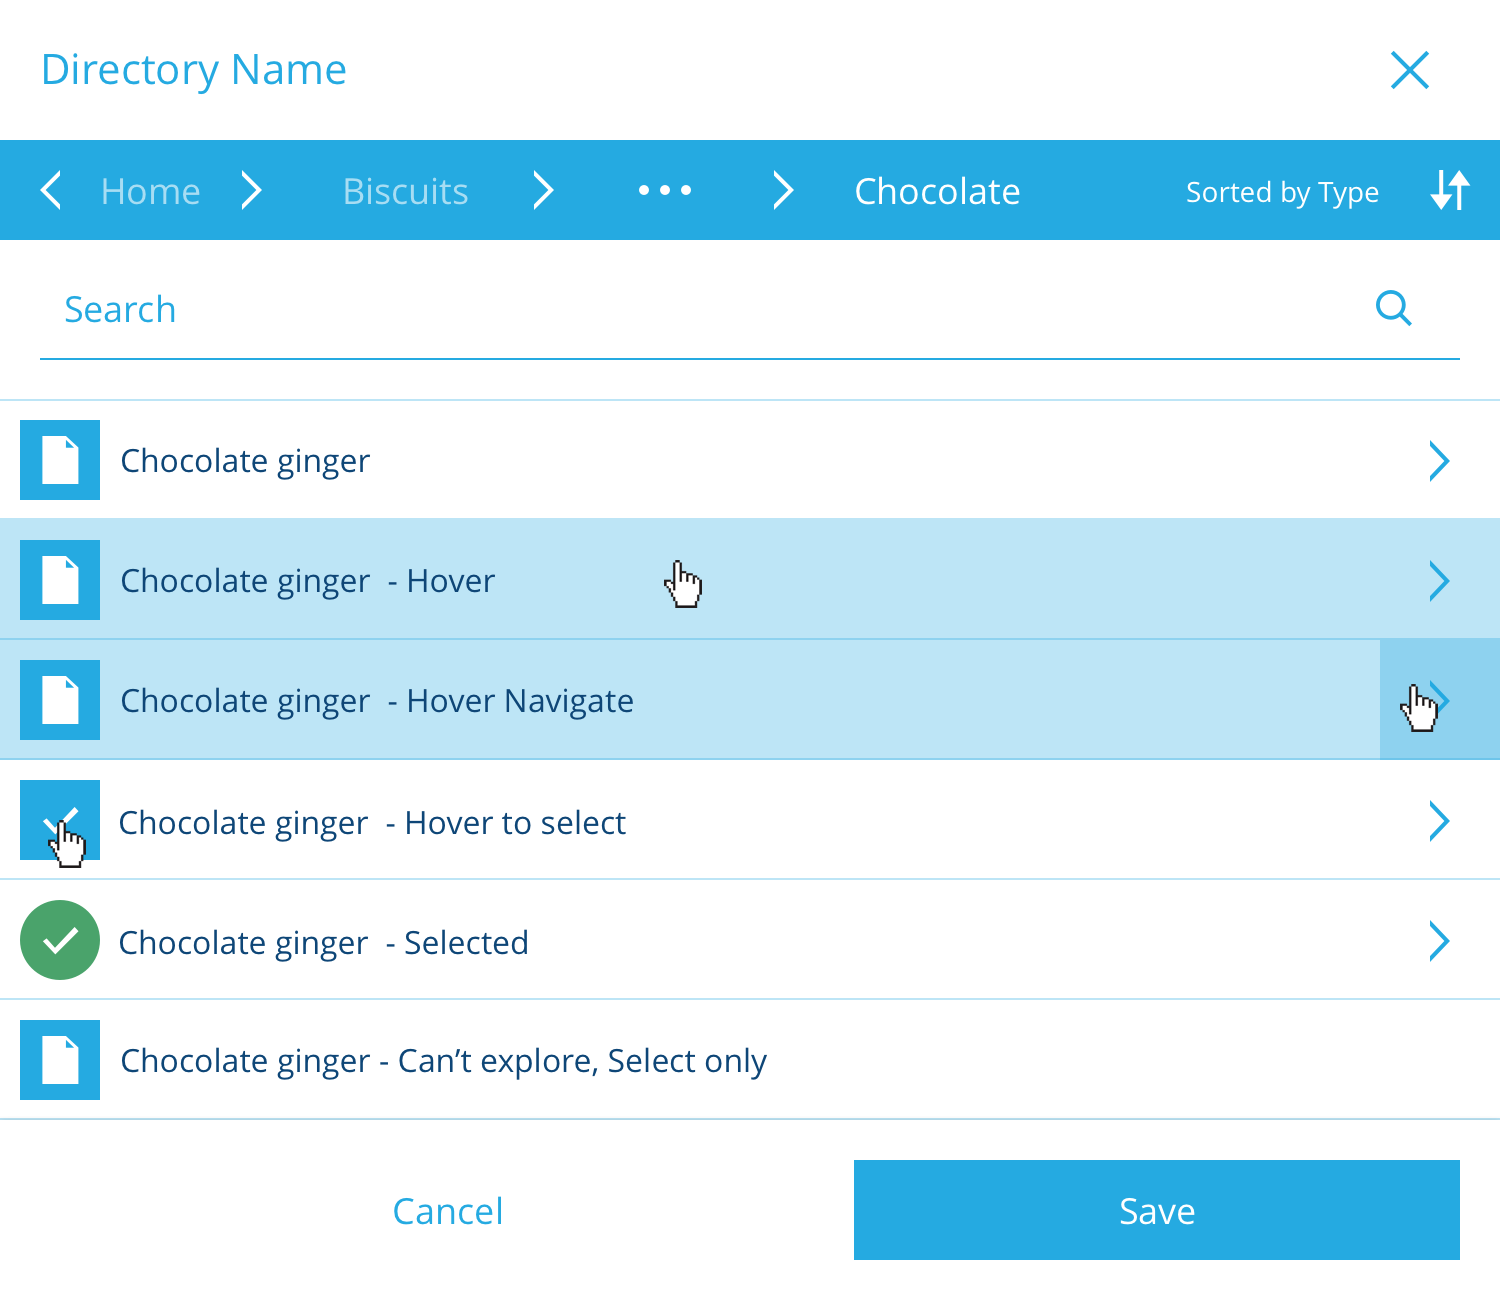 Directory Name
Home Biscuits ••• Chocolate Sorted by Type
Search
Chocolate ginger
Chocolate ginger  - Hover
Chocolate ginger  - Hover Navigate
Chocolate ginger  - Hover to select
Chocolate ginger  - Selected
Chocolate ginger - Can’t explore, Select only
Cancel Save